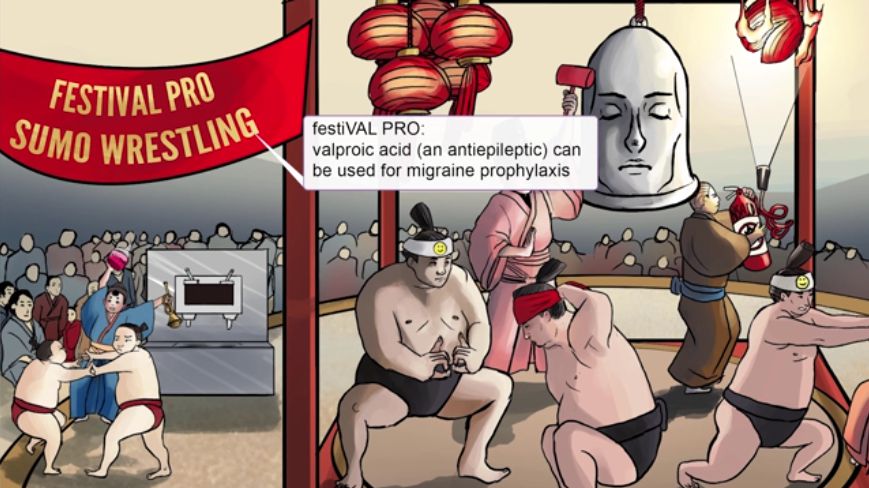 FESTIVAL PRO
SUMO WRESTLING
festiVAL PRO:
valproic acid (an antiepileptic) can
be used for migraine prophylaxis